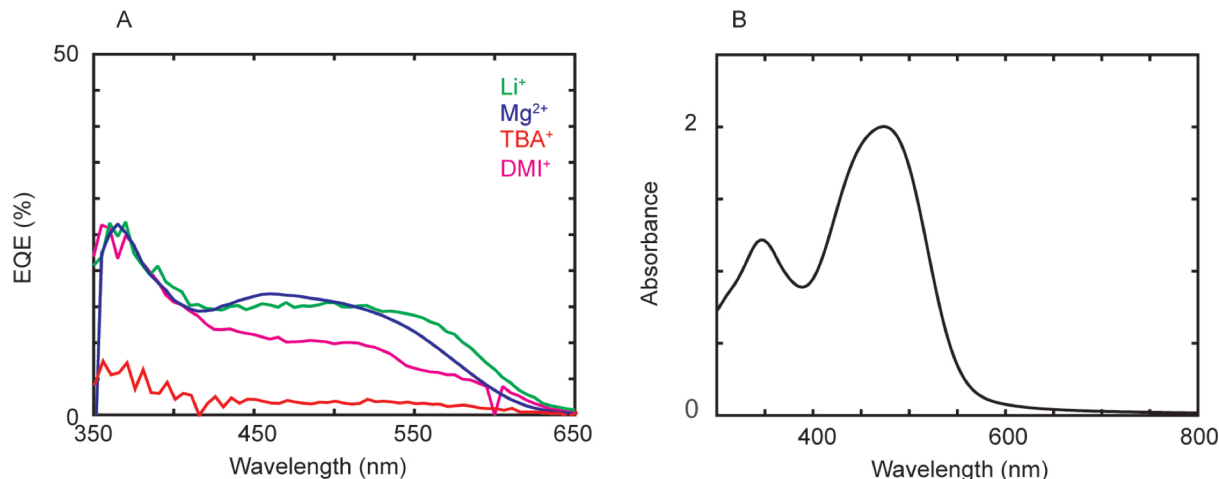 A
50
Li⁺
Mg²⁺
TBA⁺
DMI⁺
EQE (%)
0
350 450 550 650
Wavelength (nm)
B
2
Absorbance
0
400 600 800
Wavelength (nm)